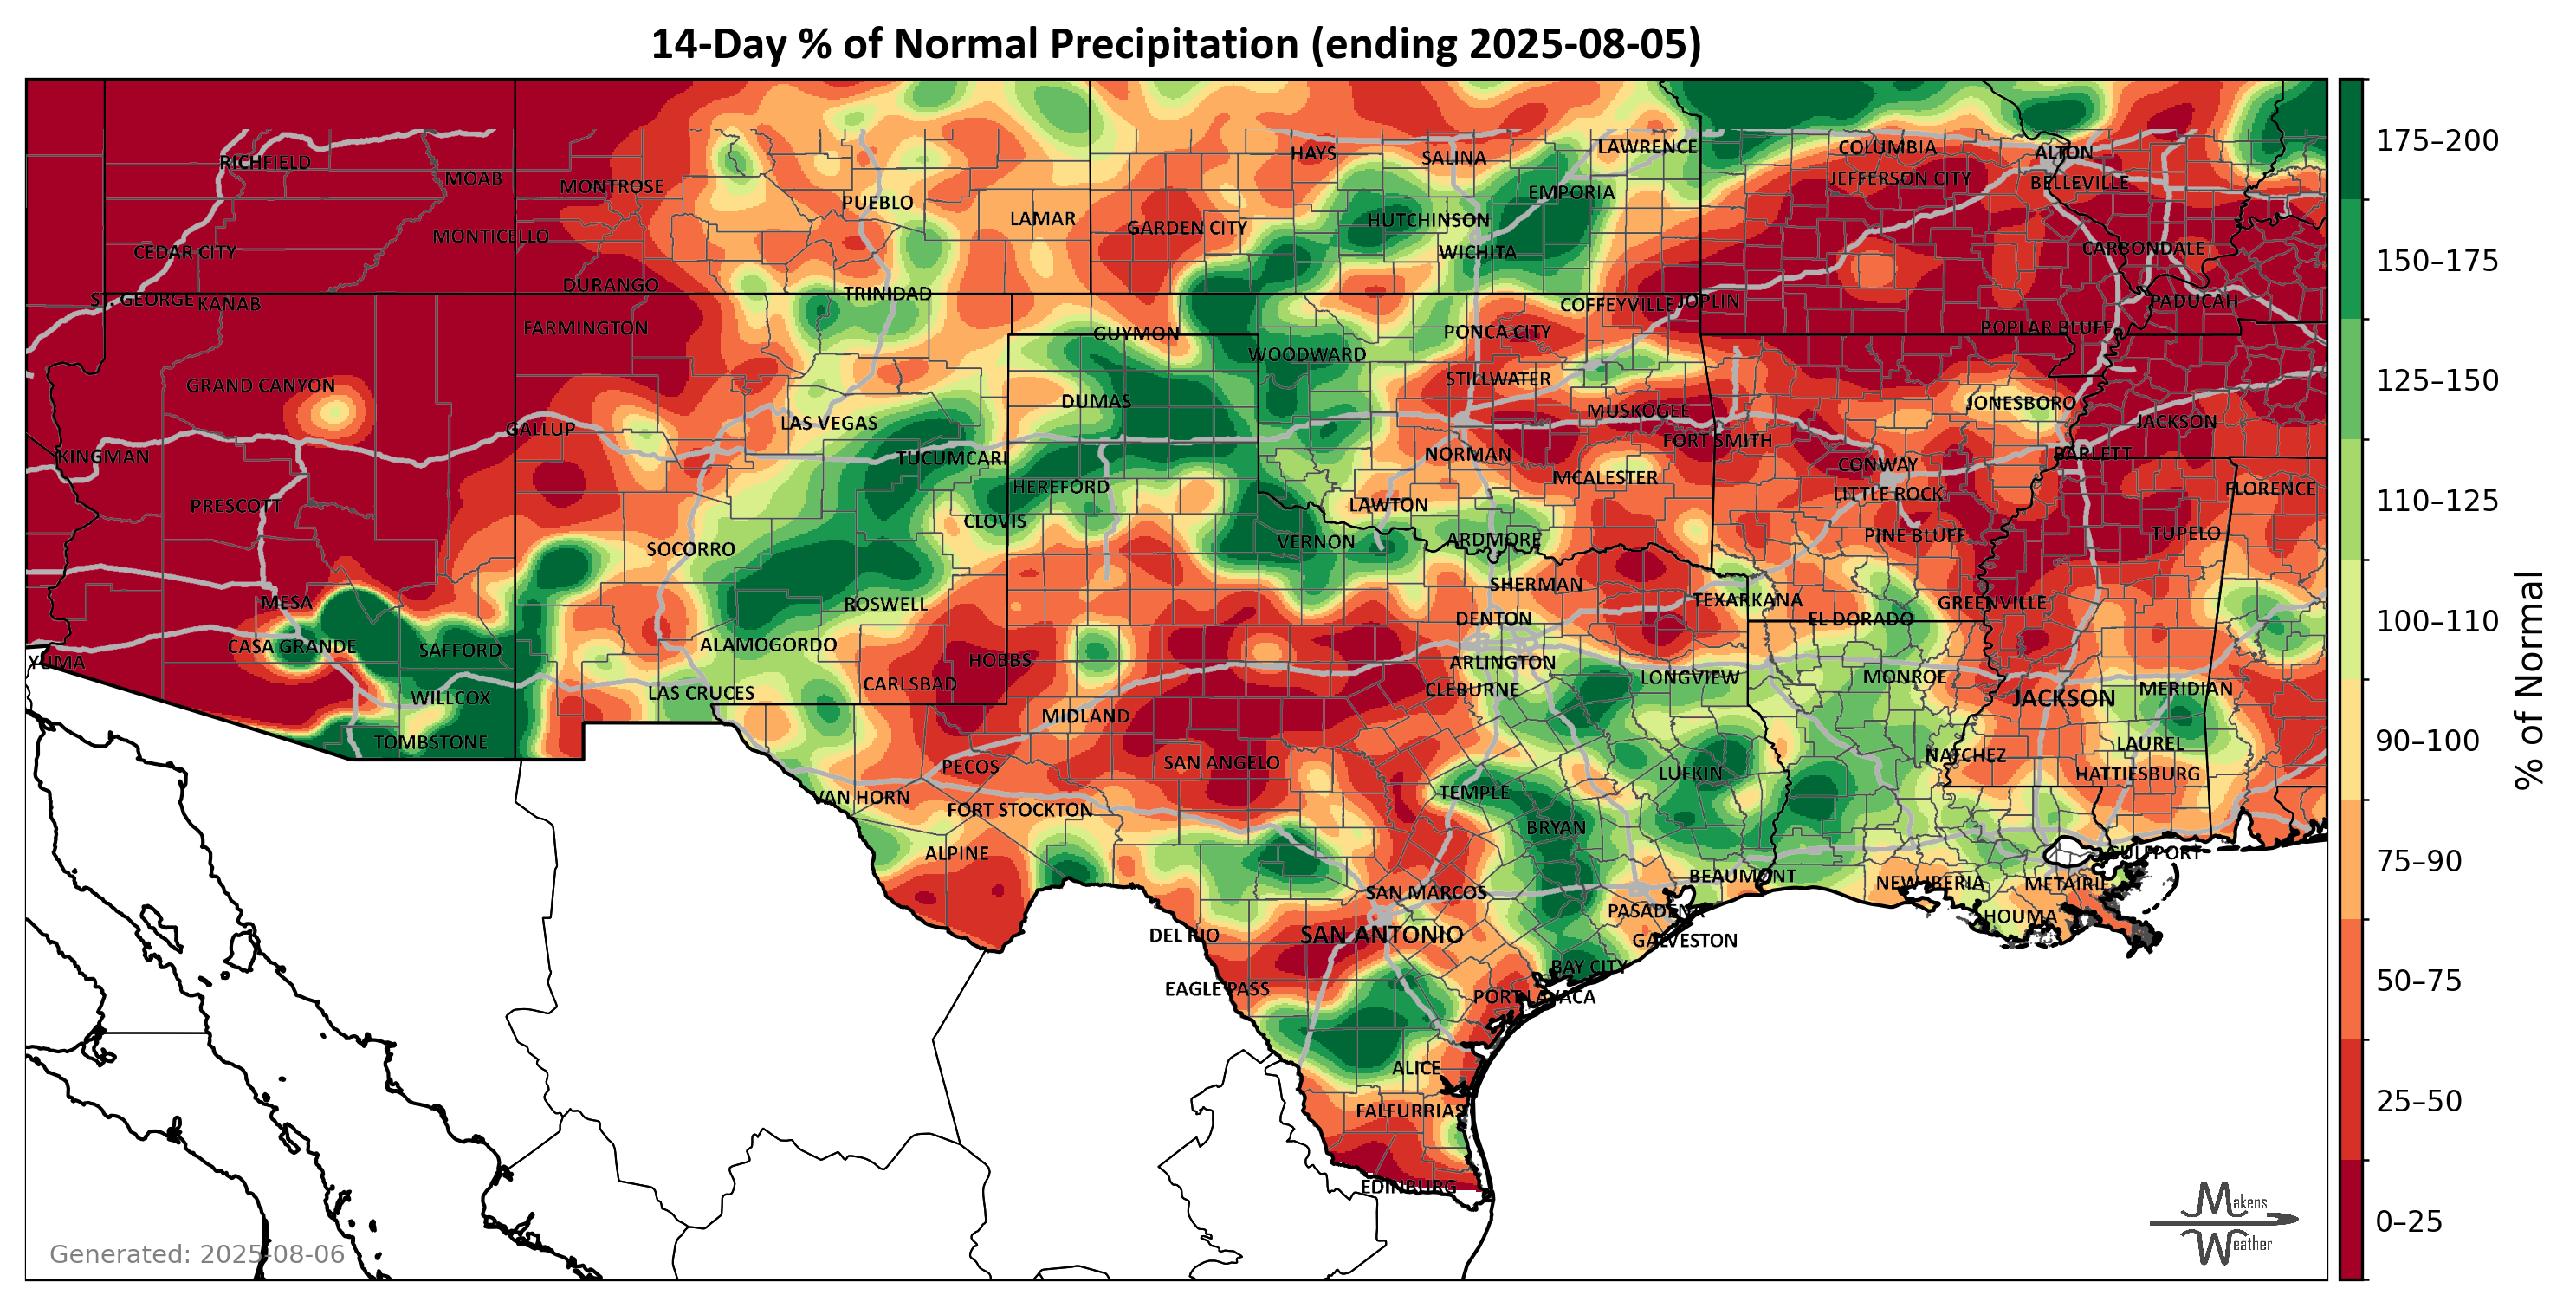 14-Day % of Normal Precipitation (ending 2025-08-05)
HAYS
SALINA
LAWRENCE
COLUMBIA
ALTON
RICHFIELD
MOAB
MONTROSE
EMPORIA
JEFFERSON CITY
BELLEVILLE
PUEBLO
LAMAR
GARDEN CITY
HUTCHINSON
MONTICELLO
CEDAR CITY
WICHITA
CARBONDALE
DURANGO
TRINIDAD
ST. GEORGE
KANAB
COFFEYVILLE
JOPLIN
PADUCAH
FARMINGTON
GUYMON
PONCA CITY
POPLAR BLUFF
WOODWARD
GRAND CANYON
STILLWATER
DUMAS
MUSKOGEE
JONESBORO
LAS VEGAS
JACKSON
GALLUP
FORT SMITH
KINGMAN
TUCUMCARI
NORMAN
BARLETT
CONWAY
MCALESTER
HEREFORD
LITTLE ROCK
FLORENCE
PRESCOTT
LAWTON
CLOVIS
PINE BLUFF
TUPELO
SOCORRO
VERNON
ARDMORE
SHERMAN
MESA
ROSWELL
TEXARKANA
GREENVILLE
DENTON
EL DORADO
CASA GRANDE
SAFFORD
ALAMOGORDO
YUMA
HOBBS
ARLINGTON
LONGVIEW
MONROE
WILLCOX
LAS CRUCES
CARLSBAD
CLEBURNE
JACKSON
MERIDIAN
MIDLAND
TOMBSTONE
LAUREL
NATCHEZ
PECOS
SAN ANGELO
LUFKIN
HATTIESBURG
VAN HORN
FORT STOCKTON
TEMPLE
BRYAN
ALPINE
GULFPORT
BEAUMONT
SAN MARCOS
NEW IBERIA
METAIRIE
PASADENA
HOUMA
DEL RIO
SAN ANTONIO
GALVESTON
BAY CITY
EAGLE PASS
PORT LAVACA
ALICE
FALFURRIAS
EDINBURG
Generated: 2025-08-06
Makens
Weather
175–200
150–175
125–150
110–125
100–110
90–100
75–90
50–75
25–50
0–25
% of Normal